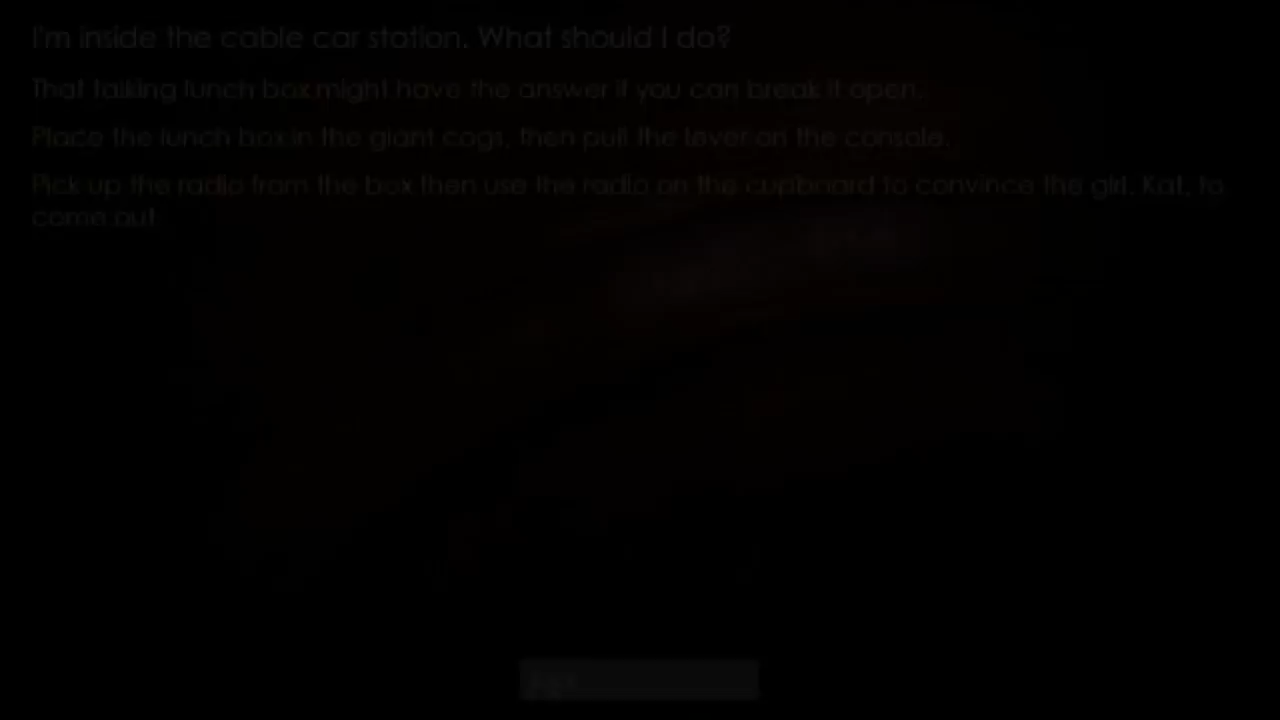 I'm inside the cable car station. What should I do?
That talking lunch box might have the answer if you can break it open.
Place the lunch box in the giant cogs, then pull the lever on the console.
Pick up the radio from the box then use the radio on the cupboard to convince the girl, Kat, to
come out.